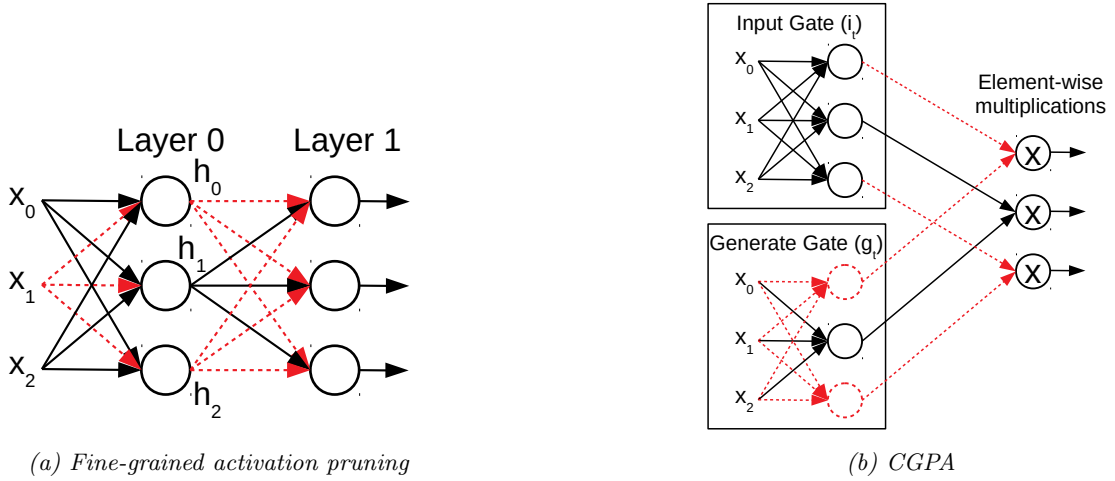 Layer 0
Layer 1
h0
x0
h1
x1
x2
h2
(a) Fine-grained activation pruning
Input Gate (it)
x0
x1
x2
Element-wise
multiplications
X
X
X
Generate Gate (gt)
x0
x1
x2
(b) CGPA